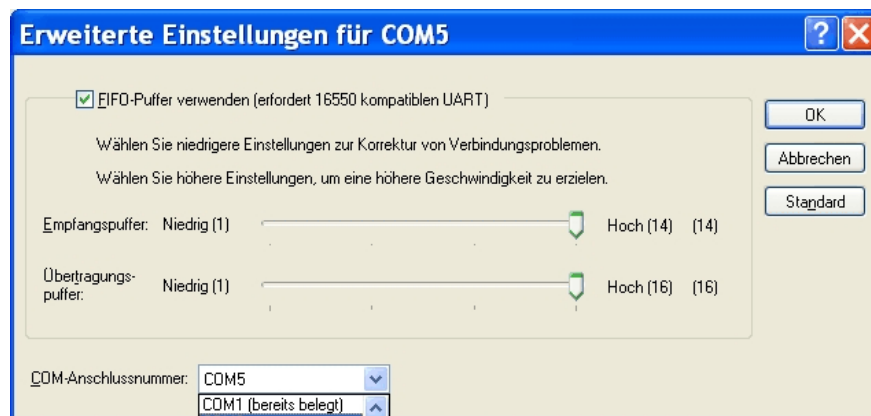 Erweiterte Einstellungen für COM5
FIFO-Puffer verwenden (erfordert 16550 kompatiblen UART)
OK
Wählen Sie niedrigere Einstellungen zur Korrektur von Verbindungsproblemen.
Abbrechen
Wählen Sie höhere Einstellungen, um eine höhere Geschwindigkeit zu erzielen.
Standard
Empfangspuffer: Niedrig (1) Hoch (14) (14)
Übertragungs-
puffer: Niedrig (1) Hoch (16) (16)
COM-Anschlussnummer: COM5
COM1 (bereits belegt)